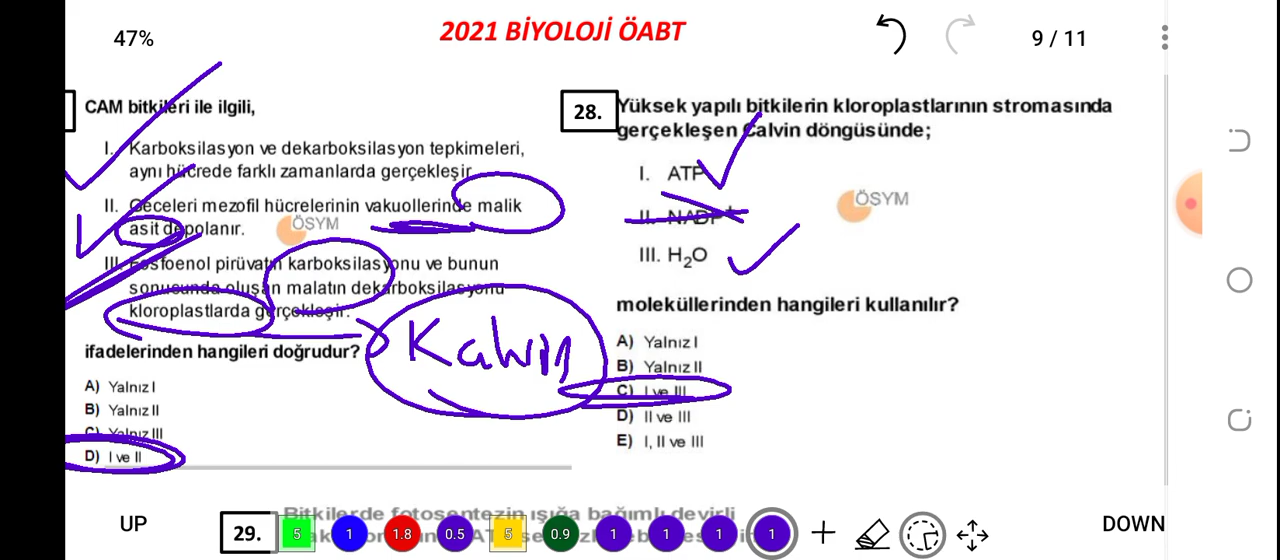 47%
2021 BİYOLOJİ ÖABT
9 / 11
CAM bitkileri ile ilgili,
I. Karboksilasyon ve dekarboksilasyon tepkimeleri,
aynı hücrede farklı zamanlarda gerçekleşir.
II. Geceleri mezofil hücrelerinin vakuollerinde malik
asit depolanır.
ÖSYM
III. Fosfoenol pirüvatın karboksilasyonu ve bunun
sonucunda oluşan malatın dekarboksilasyonu
kloroplastlarda gerçekleşir.
Kalvin
ifadelerinden hangileri doğrudur?
A) Yalnız I
B) Yalnız II
C) Yalnız III
D) I ve II
28. Yüksek yapılı bitkilerin kloroplastlarının stromasında
gerçekleşen Calvin döngüsünde;
I. ATP
II. NADP+
III. H₂O
ÖSYM
moleküllerinden hangileri kullanılır?
A) Yalnız I
B) Yalnız II
C) I ve III
D) II ve III
E) I, II ve III
UP
29. Bitkilerde fotosentezin ışığa bağımlı devirli
5 1 1.8 0.5 5 0.9 1 1 1 1
DOWN